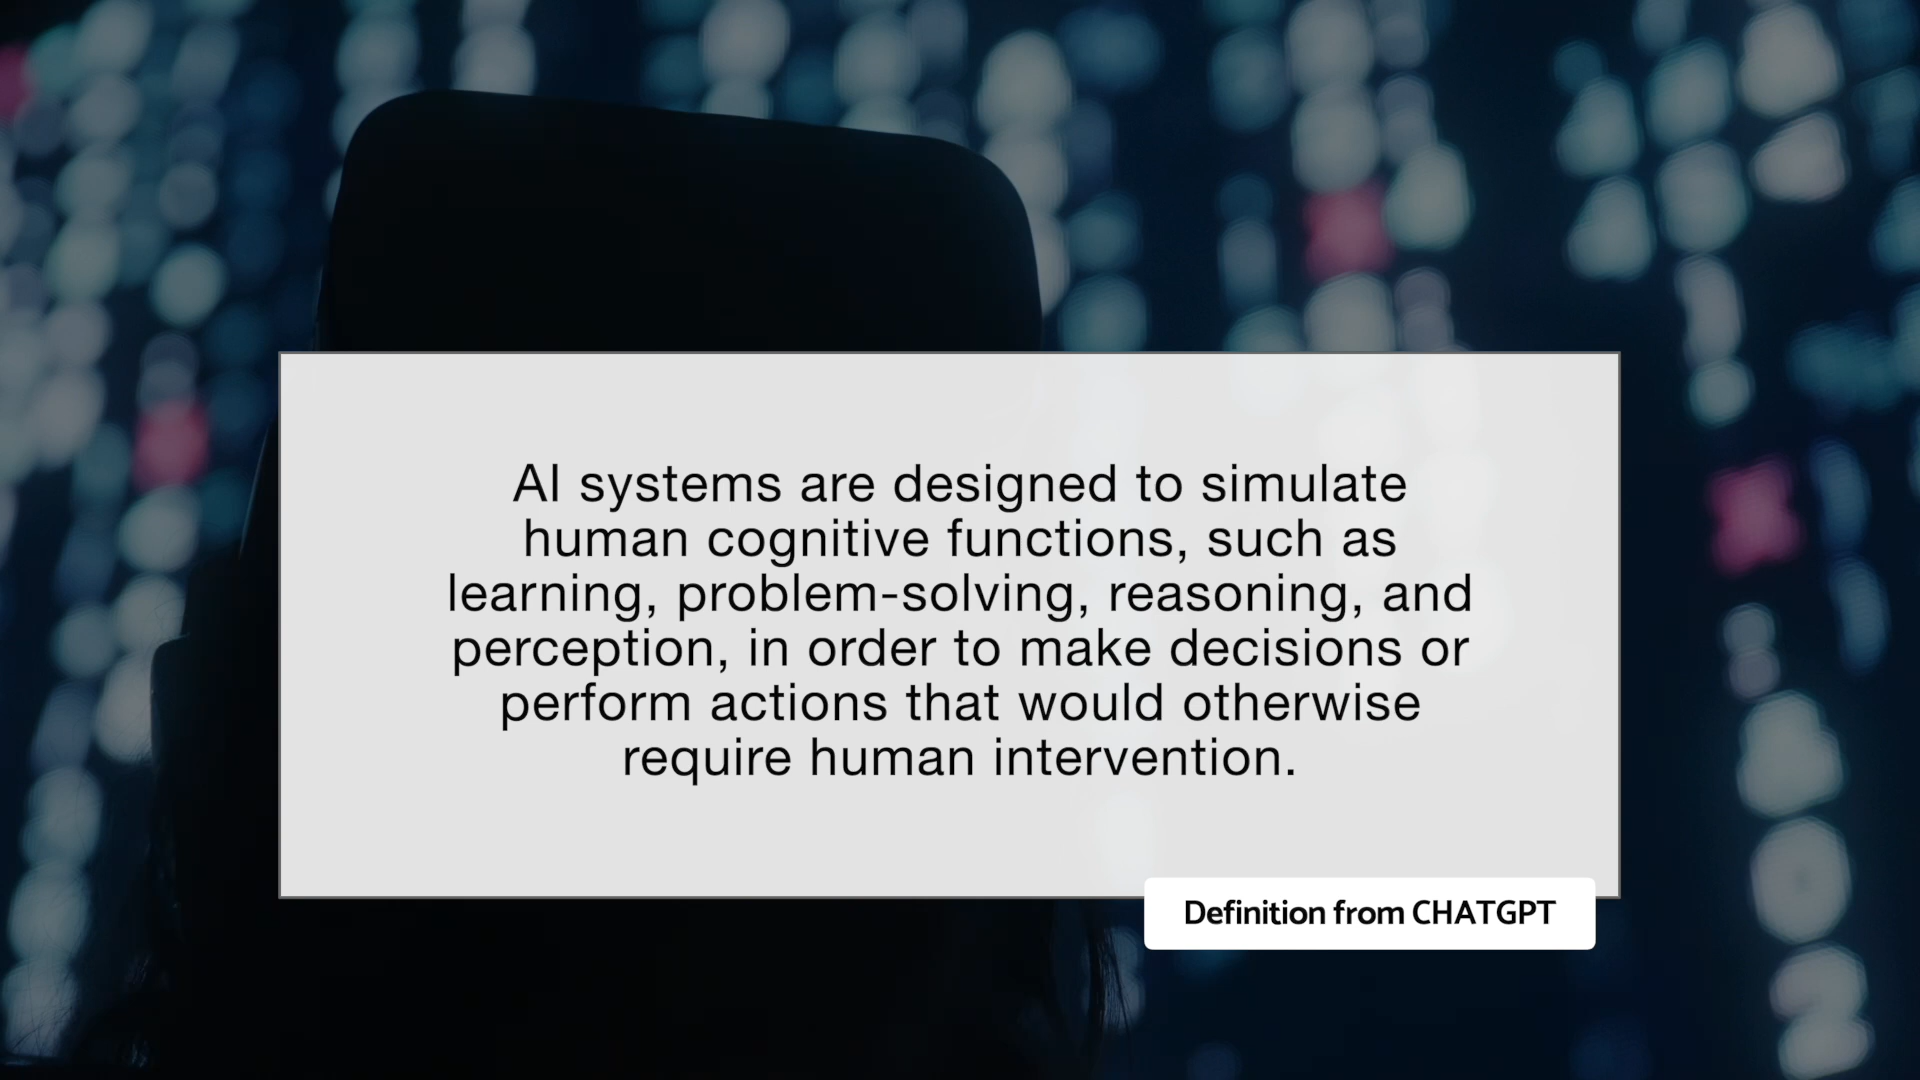 AI systems are designed to simulate
human cognitive functions, such as
learning, problem-solving, reasoning, and
perception, in order to make decisions or
perform actions that would otherwise
require human intervention.
Definition from CHATGPT